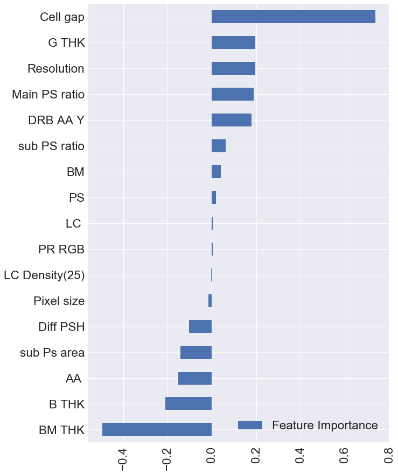 Cell gap
G THK
Resolution
Main PS ratio
DRB AA Y
sub PS ratio
BM
PS
LC
PR RGB
LC Density(25)
Pixel size
Diff PSH
sub Ps area
AA
B THK
BM THK
Feature Importance
−0.4
−0.2
0.0
0.2
0.4
0.6
0.8